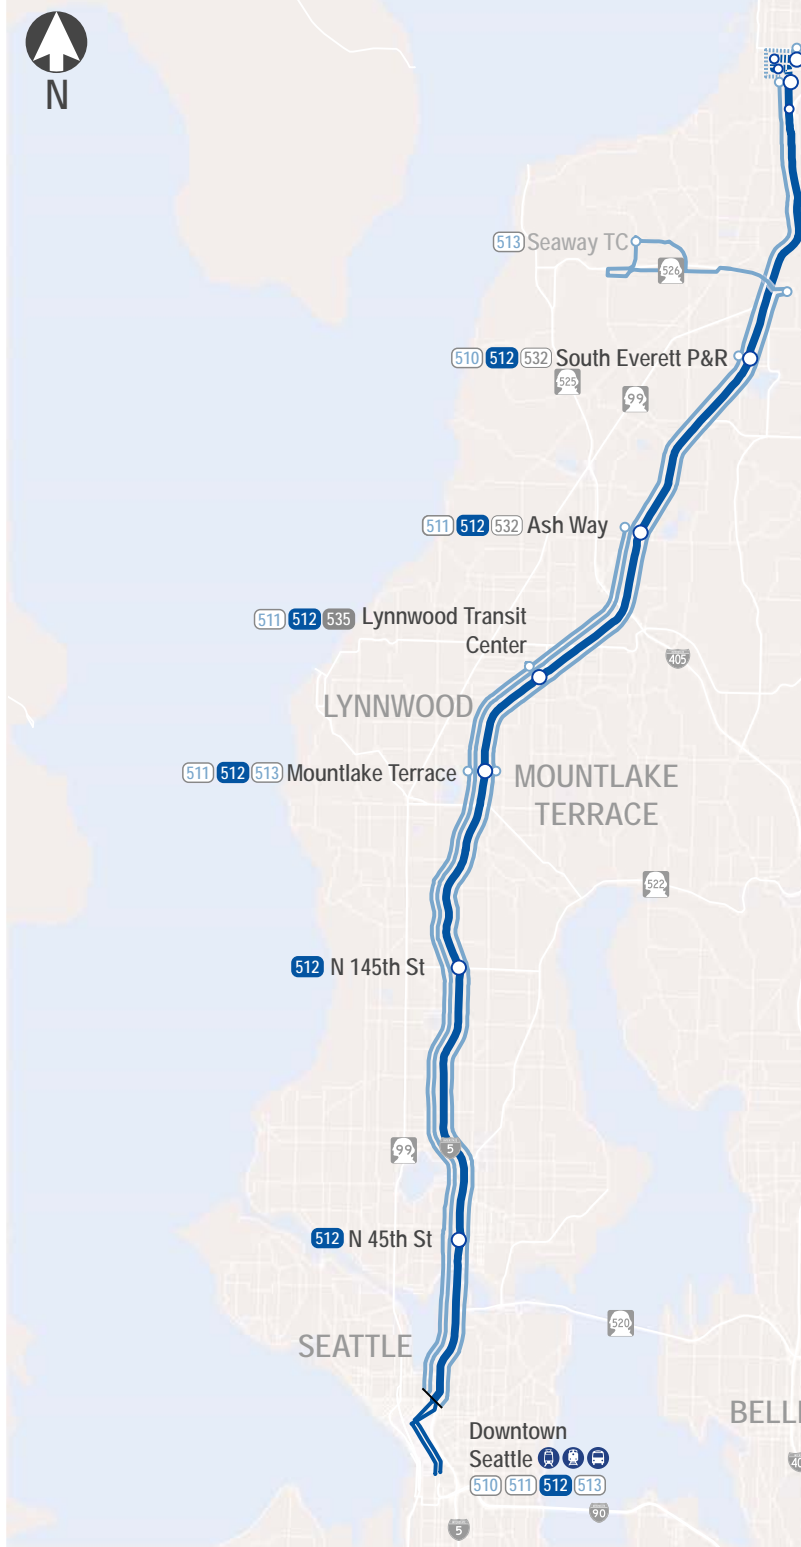 N
513 Seaway TC
526
510 512 532 South Everett P&R
525
99
511 512 532 Ash Way
511 512 535 Lynnwood Transit
Center
405
LYNNWOOD
511 512 513 Mountlake Terrace
MOUNTLAKE
TERRACE
522
512 N 145th St
99
5
512 N 45th St
520
SEATTLE
BELL
Downtown
Seattle
40
510 511 512 513
90
5